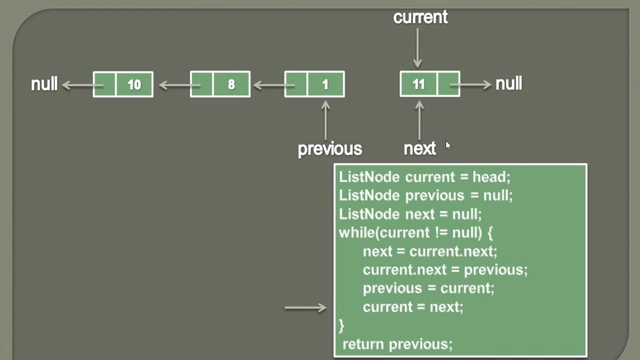 current
null 10 8 1 11 null
previous next
ListNode current = head;
ListNode previous = null;
ListNode next = null;
while(current != null) {
next = current.next;
current.next = previous;
previous = current;
current = next;
}
return previous;